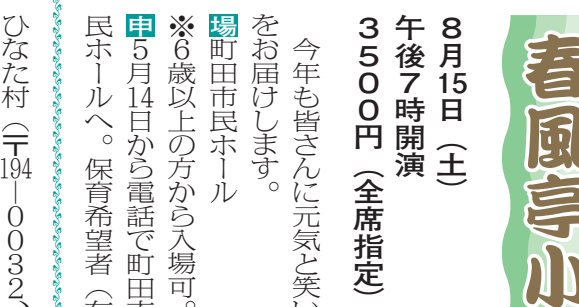 春風亭小
8月15日（土）
午後7時開演
3500円（全席指定）
今年も皆さんに元気と笑い
をお届けします。
場町田市民ホール
※6歳以上の方から入場可。
申5月14日から電話で町田市
民ホールへ。保育希望者（有
ひなた村（〒194―0032、